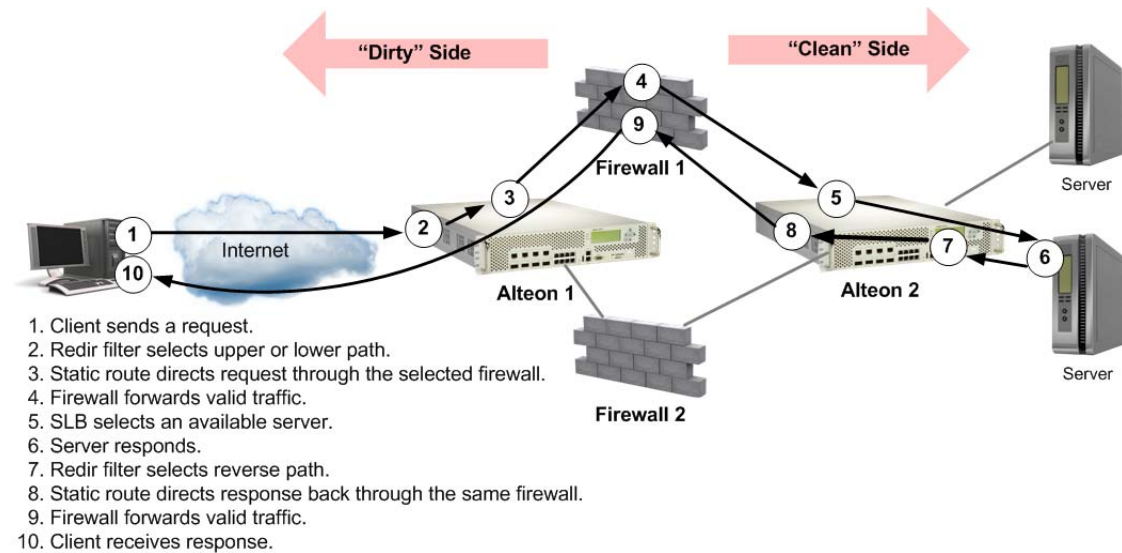 “Dirty” Side
“Clean” Side
4
9
Firewall 1
3
5
Server
1
2
8
7
6
Internet
10
Alteon 1
Alteon 2
Server
Firewall 2
1. Client sends a request.
2. Redir filter selects upper or lower path.
3. Static route directs request through the selected firewall.
4. Firewall forwards valid traffic.
5. SLB selects an available server.
6. Server responds.
7. Redir filter selects reverse path.
8. Static route directs response back through the same firewall.
9. Firewall forwards valid traffic.
10. Client receives response.